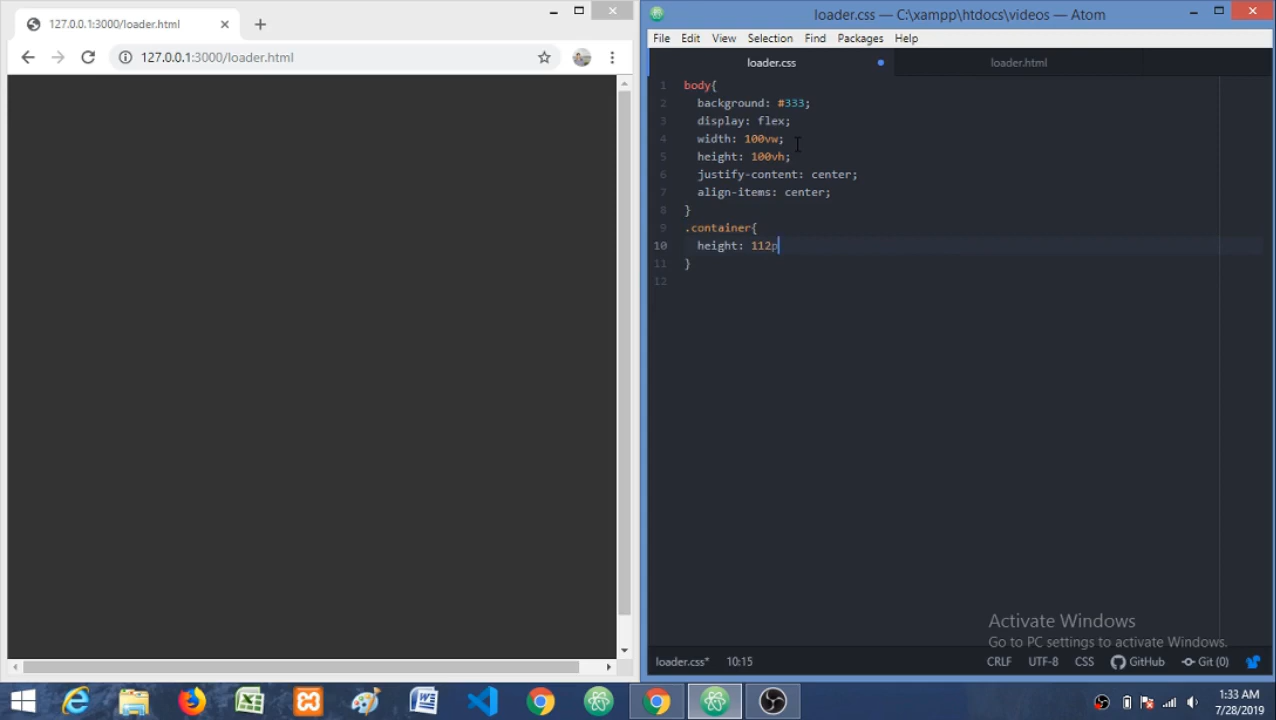 127.0.0.1:3000/loader.html
127.0.0.1:3000/loader.html
loader.css — C:\xampp\htdocs\videos — Atom
File Edit View Selection Find Packages Help
loader.css loader.html
1 body{
2 background: #333;
3 display: flex;
4 width: 100vw;
5 height: 100vh;
6 justify-content: center;
7 align-items: center;
8 }
9 .container{
10 height: 112p
11 }
12
Activate Windows
Go to PC settings to activate Windows.
loader.css* 10:15 CRLF UTF-8 CSS GitHub Git (0)
1:33 AM
7/28/2019